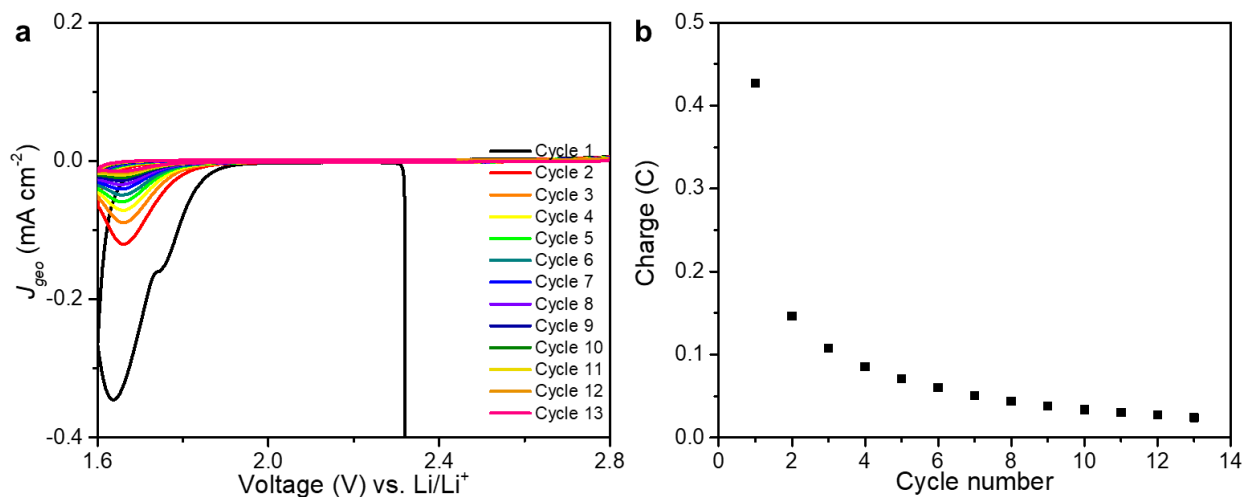 a
0.2
0.0
-0.2
-0.4
J_geo (mA cm⁻²)
1.6 2.0 2.4 2.8
Voltage (V) vs. Li/Li⁺
Cycle 1
Cycle 2
Cycle 3
Cycle 4
Cycle 5
Cycle 6
Cycle 7
Cycle 8
Cycle 9
Cycle 10
Cycle 11
Cycle 12
Cycle 13
b
0.5
0.4
0.3
0.2
0.1
0.0
Charge (C)
0 2 4 6 8 10 12 14
Cycle number